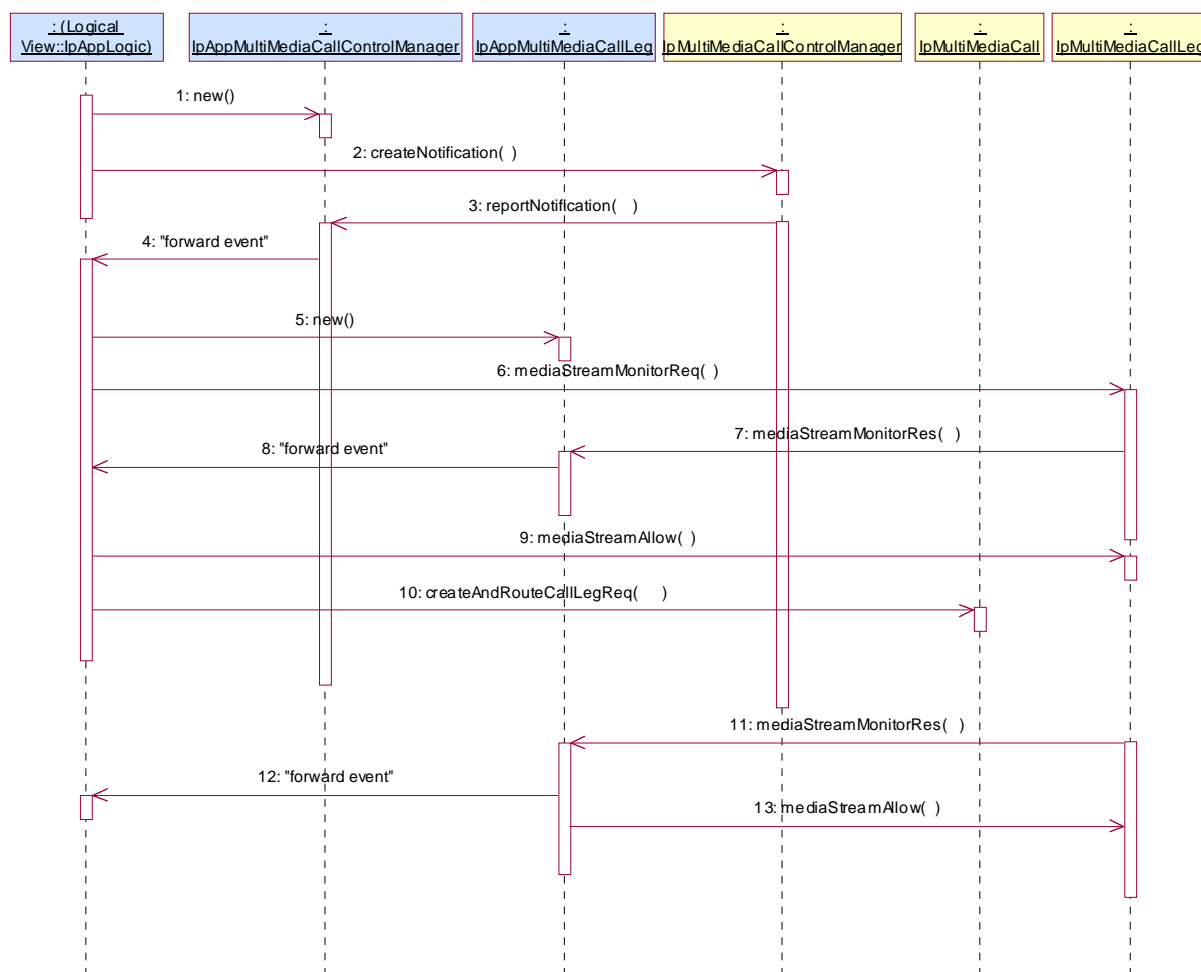 : (Logical
View::IpAppLogic)
:
IpAppMultiMediaCallControlManager
:
IpAppMultiMediaCallLeg
:
IpMultiMediaCallControlManager
:
IpMultiMediaCall
:
IpMultiMediaCallLeg
1: new()
2: createNotification( )
3: reportNotification( )
4: "forward event"
5: new()
6: mediaStreamMonitorReq( )
7: mediaStreamMonitorRes( )
8: "forward event"
9: mediaStreamAllow( )
10: createAndRouteCallLegReq( )
11: mediaStreamMonitorRes( )
12: "forward event"
13: mediaStreamAllow( )